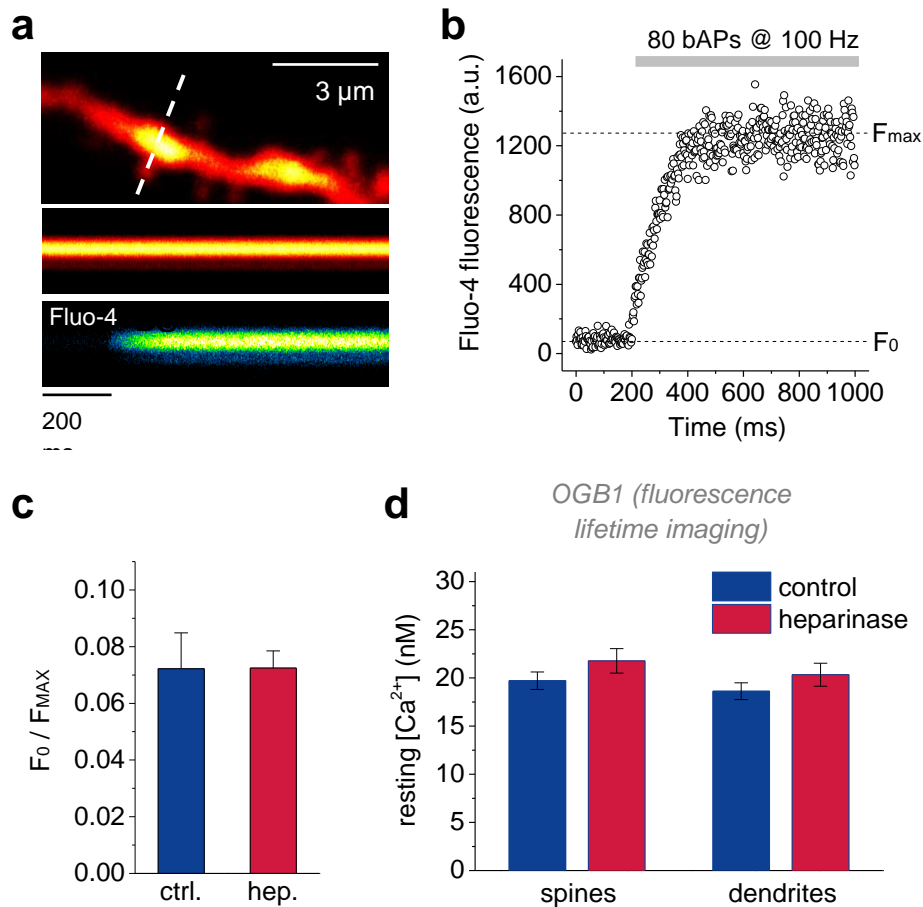 a
3 µm
Fluo-4
200
b
80 bAPs @ 100 Hz
Fluo-4 fluorescence (a.u.)
1600
1200
800
400
0
Fmax
F0
0 200 400 600 800 1000
Time (ms)
c
F0 / FMAX
0.10
0.08
0.06
0.04
0.02
0.00
ctrl. hep.
d
OGB1 (fluorescence
lifetime imaging)
resting [Ca2+] (nM)
30
25
20
15
10
5
0
control
heparinase
spines dendrites